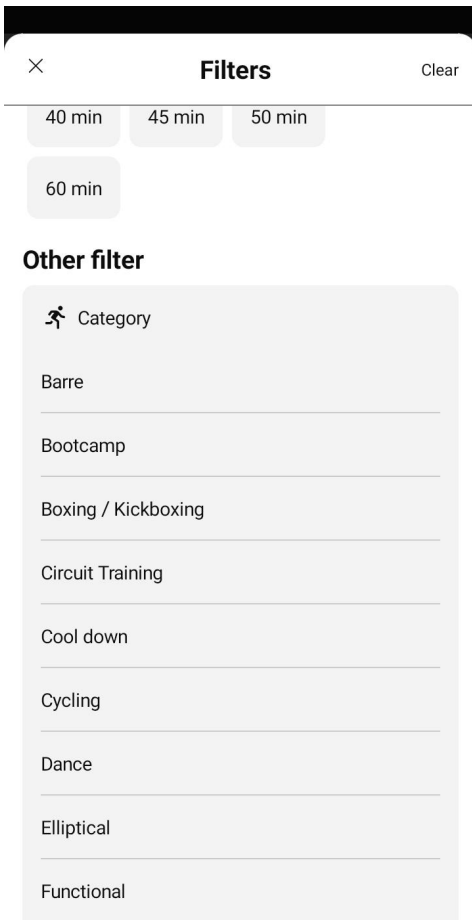 Filters
Clear
40 min 45 min 50 min
60 min
Other filter
Category
Barre
Bootcamp
Boxing / Kickboxing
Circuit Training
Cool down
Cycling
Dance
Elliptical
Functional